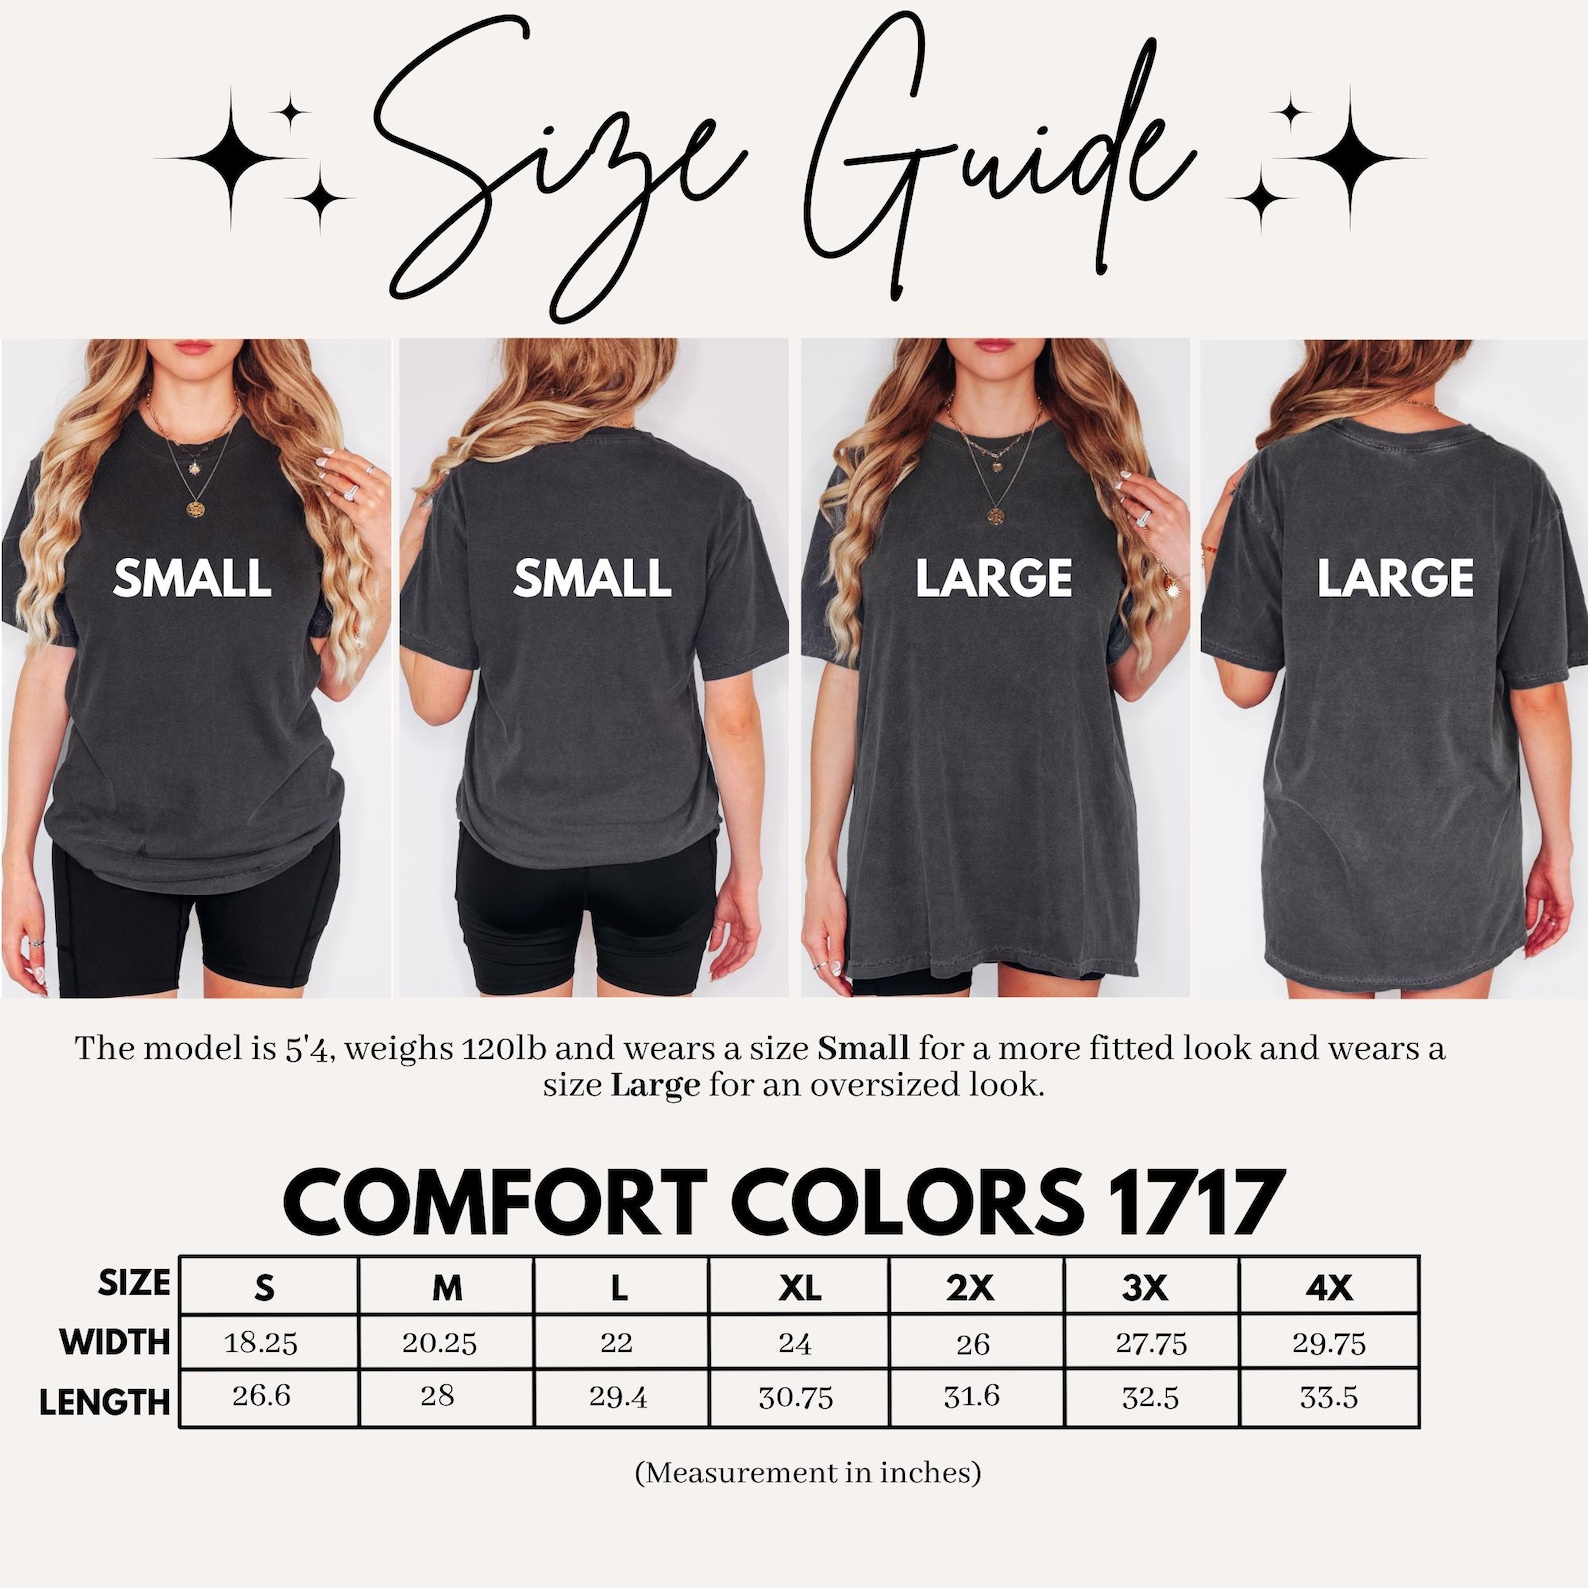 Size Guide
SMALL
SMALL
LARGE
LARGE
The model is 5'4, weighs 120lb and wears a size Small for a more fitted look and wears a
size Large for an oversized look.
COMFORT COLORS 1717
SIZE S M L XL 2X 3X 4X
WIDTH 18.25 20.25 22 24 26 27.75 29.75
LENGTH 26.6 28 29.4 30.75 31.6 32.5 33.5
(Measurement in inches)